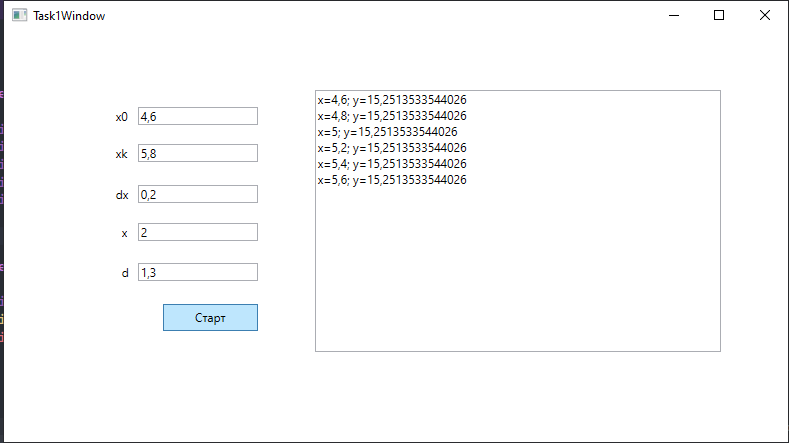 Task1Window
x0 4,6
xk 5,8
dx 0,2
x 2
d 1,3
Старт
x=4,6; y=15,2513533544026
x=4,8; y=15,2513533544026
x=5; y=15,2513533544026
x=5,2; y=15,2513533544026
x=5,4; y=15,2513533544026
x=5,6; y=15,2513533544026